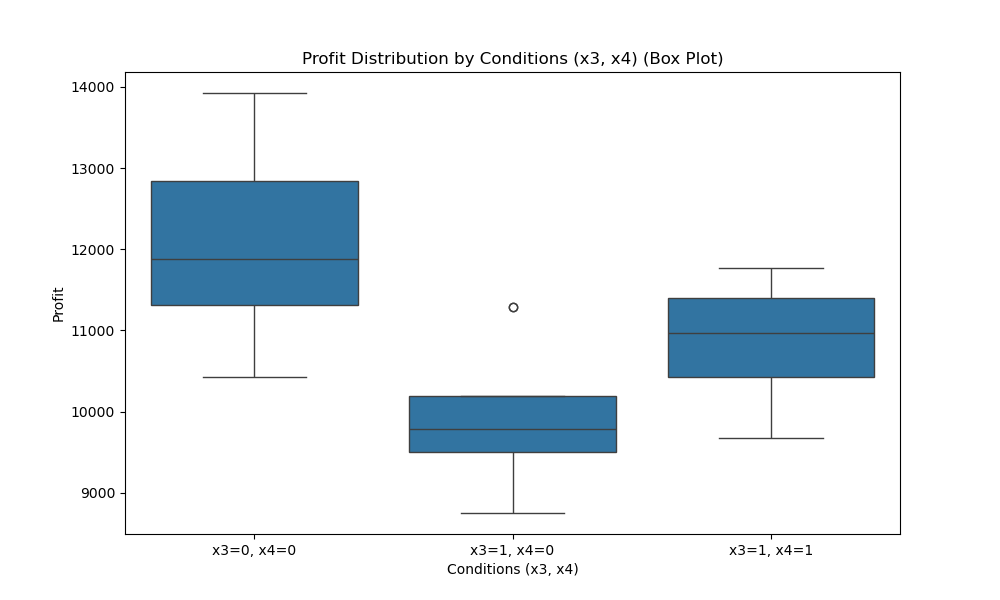 Profit Distribution by Conditions (x3, x4) (Box Plot)
14000
13000
12000
11000
10000
9000
Profit
x3=0, x4=0
x3=1, x4=0
x3=1, x4=1
Conditions (x3, x4)